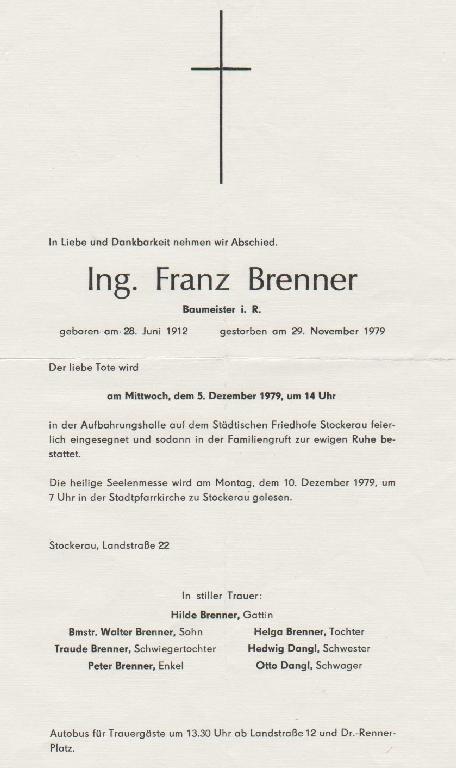 In Liebe und Dankbarkeit nehmen wir Abschied.
Ing. Franz Brenner
Baumeister i. R.
geboren am 28. Juni 1912 gestorben am 29. November 1979
Der liebe Tote wird
am Mittwoch, dem 5. Dezember 1979, um 14 Uhr
in der Aufbahrungshalle auf dem Städtischen Friedhofe Stockerau feier-
lich eingesegnet und sodann in der Familiengruft zur ewigen Ruhe be-
stattet.
Die heilige Seelenmesse wird am Montag, dem 10. Dezember 1979, um
7 Uhr in der Stadtpfarrkirche zu Stockerau gelesen.
Stockerau, Landstraße 22
In stiller Trauer:
Hilde Brenner, Gattin
Bmstr. Walter Brenner, Sohn Helga Brenner, Tochter
Traude Brenner, Schwiegertochter Hedwig Dangl, Schwester
Peter Brenner, Enkel Otto Dangl, Schwager
Autobus für Trauergäste um 13.30 Uhr ab Landstraße 12 und Dr.-Renner-
Platz.